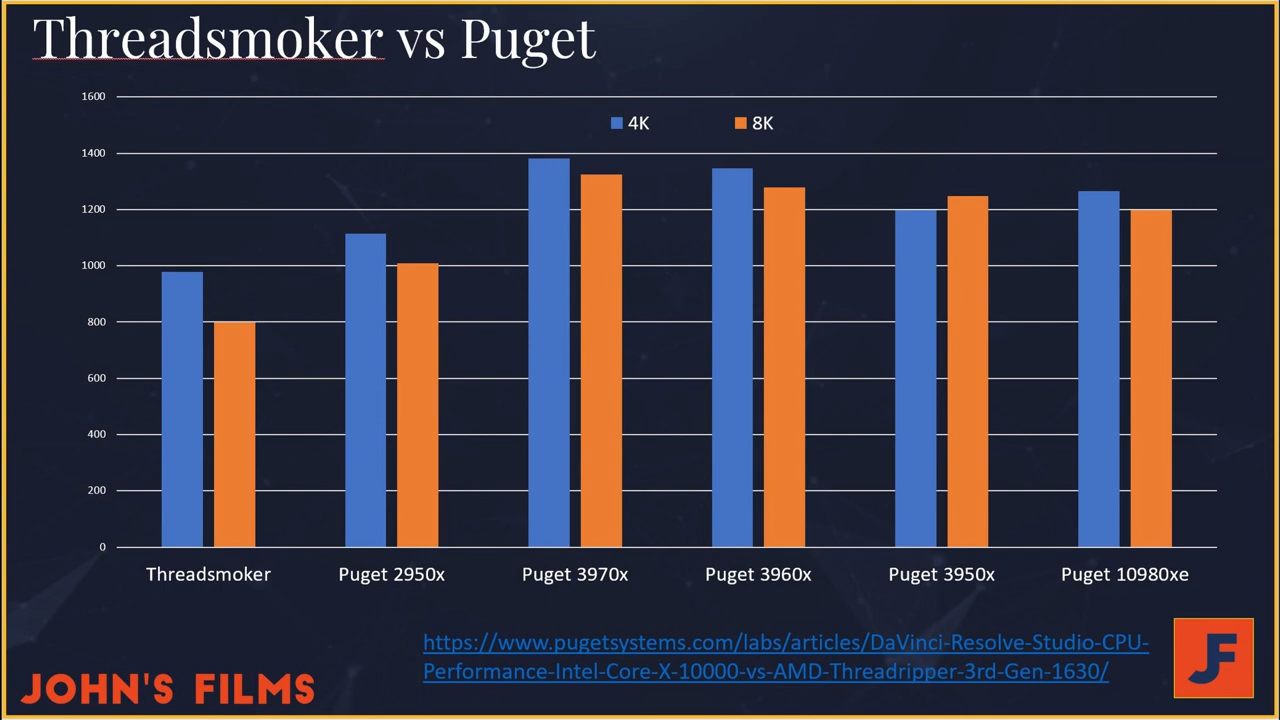 Threadsmoker vs Puget
1600
4K 8K
1400
1200
1000
800
600
400
200
0
Threadsmoker Puget 2950x Puget 3970x Puget 3960x Puget 3950x Puget 10980xe
https://www.pugetsystems.com/labs/articles/DaVinci-Resolve-Studio-CPU-
Performance-Intel-Core-X-10000-vs-AMD-Threadripper-3rd-Gen-1630/
JF
JOHN'S FILMS